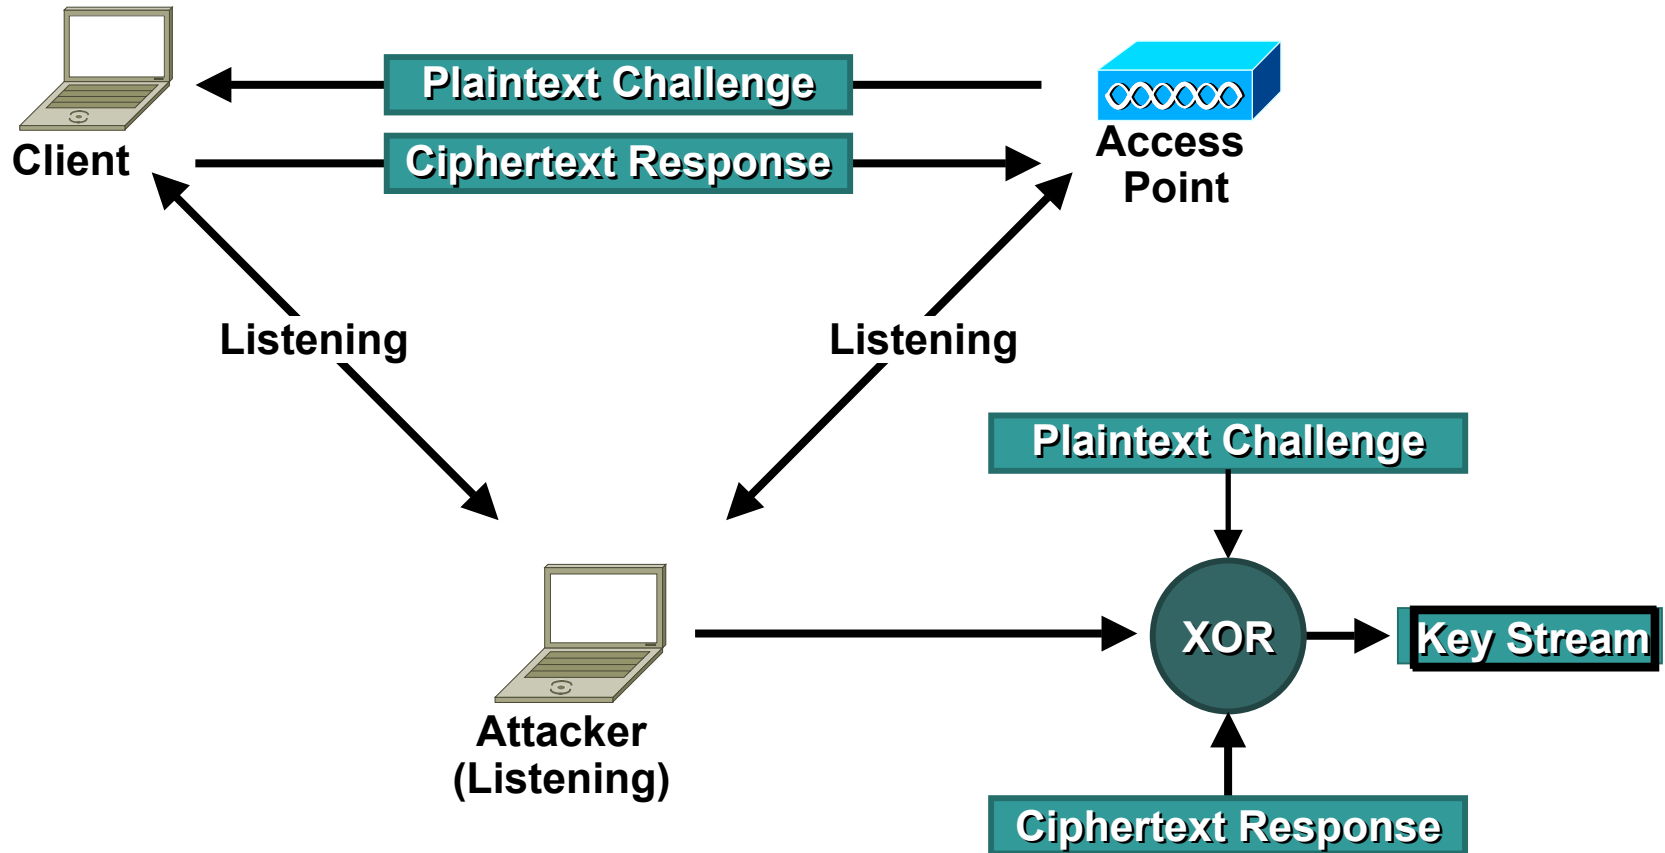 Plaintext Challenge
Ciphertext Response
Client
Access
Point
Listening
Listening
Plaintext Challenge
XOR
Key Stream
Attacker
(Listening)
Ciphertext Response